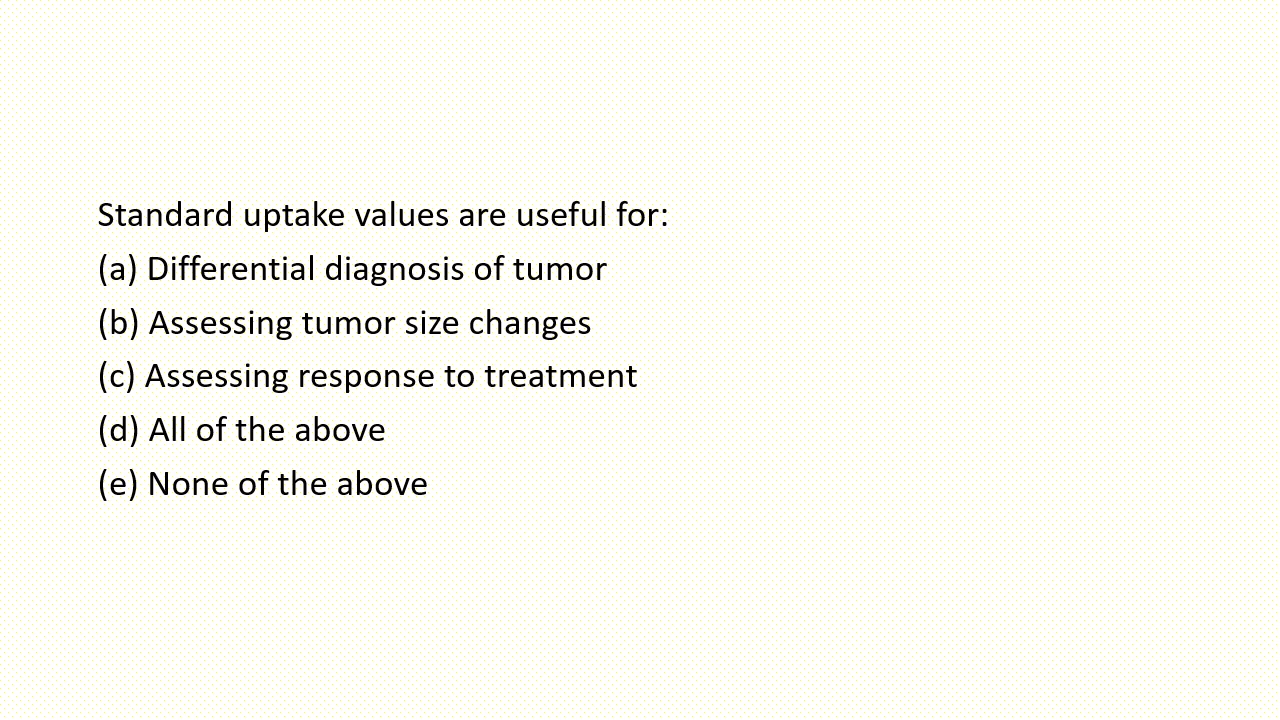 Standard uptake values are useful for:
(a) Differential diagnosis of tumor
(b) Assessing tumor size changes
(c) Assessing response to treatment
(d) All of the above
(e) None of the above